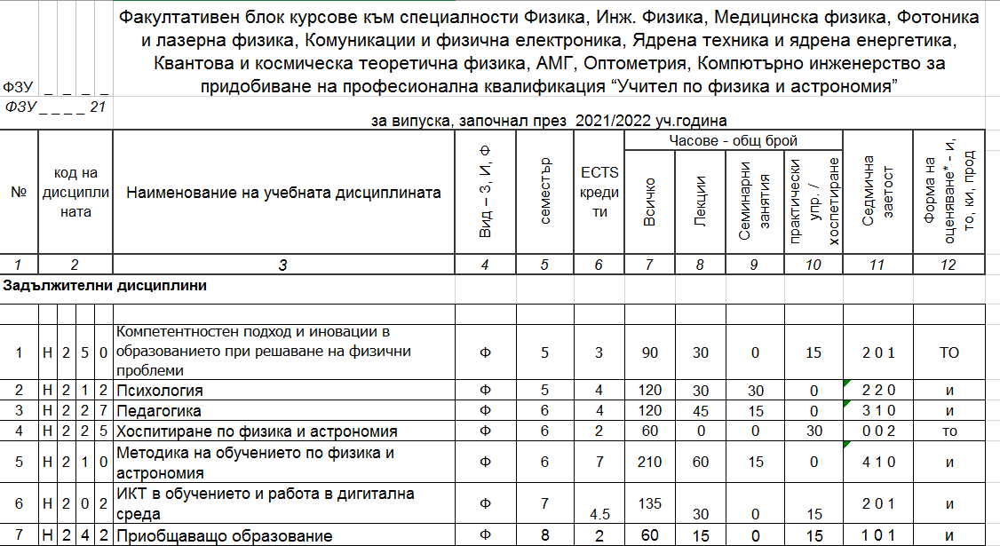 Факултативен блок курсове към специалности Физика, Инж. Физика, Медицинска физика, Фотоника
и лазерна физика, Комуникации и физична електроника, Ядрена техника и ядрена енергетика,
Квантова и космическа теоретична физика, АМГ, Оптометрия, Компютърно инженерство за
ФЗУ _ _ _ _ придобиване на професионална квалификация “Учител по физика и астрономия”
ФЗУ _ _ _ _ 21
за випуска, започнал през 2021/2022 уч.година
№
код на
дисципли
ната
Наименование на учебната дисциплината
Вид – З, И, Ф
семестър
ECTS
креди
ти
Часове - общ брой
Всичко
Лекции
Семинарни
занятия
практически
упр. /
хоспетиране
Седмична
заетост
Форма на
оценяване* - и,
то, ки, прод
1 2 3 4 5 6 7 8 9 10 11 12
Задължителни дисциплини
Компетентностен подход и иновации в
1 Н 2 5 0 образованието при решаване на физични Ф 5 3 90 30 0 15 2 0 1 ТО
проблеми
2 Н 2 1 2 Психология Ф 5 4 120 30 30 0 2 2 0 и
3 Н 2 2 7 Педагогика Ф 6 4 120 45 15 0 3 1 0 и
4 Н 2 2 5 Хоспитиране по физика и астрономия Ф 6 2 60 0 0 30 0 0 2 то
5 Н 2 1 0 Методика на обучението по физика и Ф 6 7 210 60 15 0 4 1 0 и
астрономия
6 Н 2 0 2 ИКТ в обучението и работа в дигитална Ф 7 135 2 0 1 и
среда 4.5 30 0 15
7 Н 2 4 2 Приобщаващо образование Ф 8 2 60 15 0 15 1 0 1 и